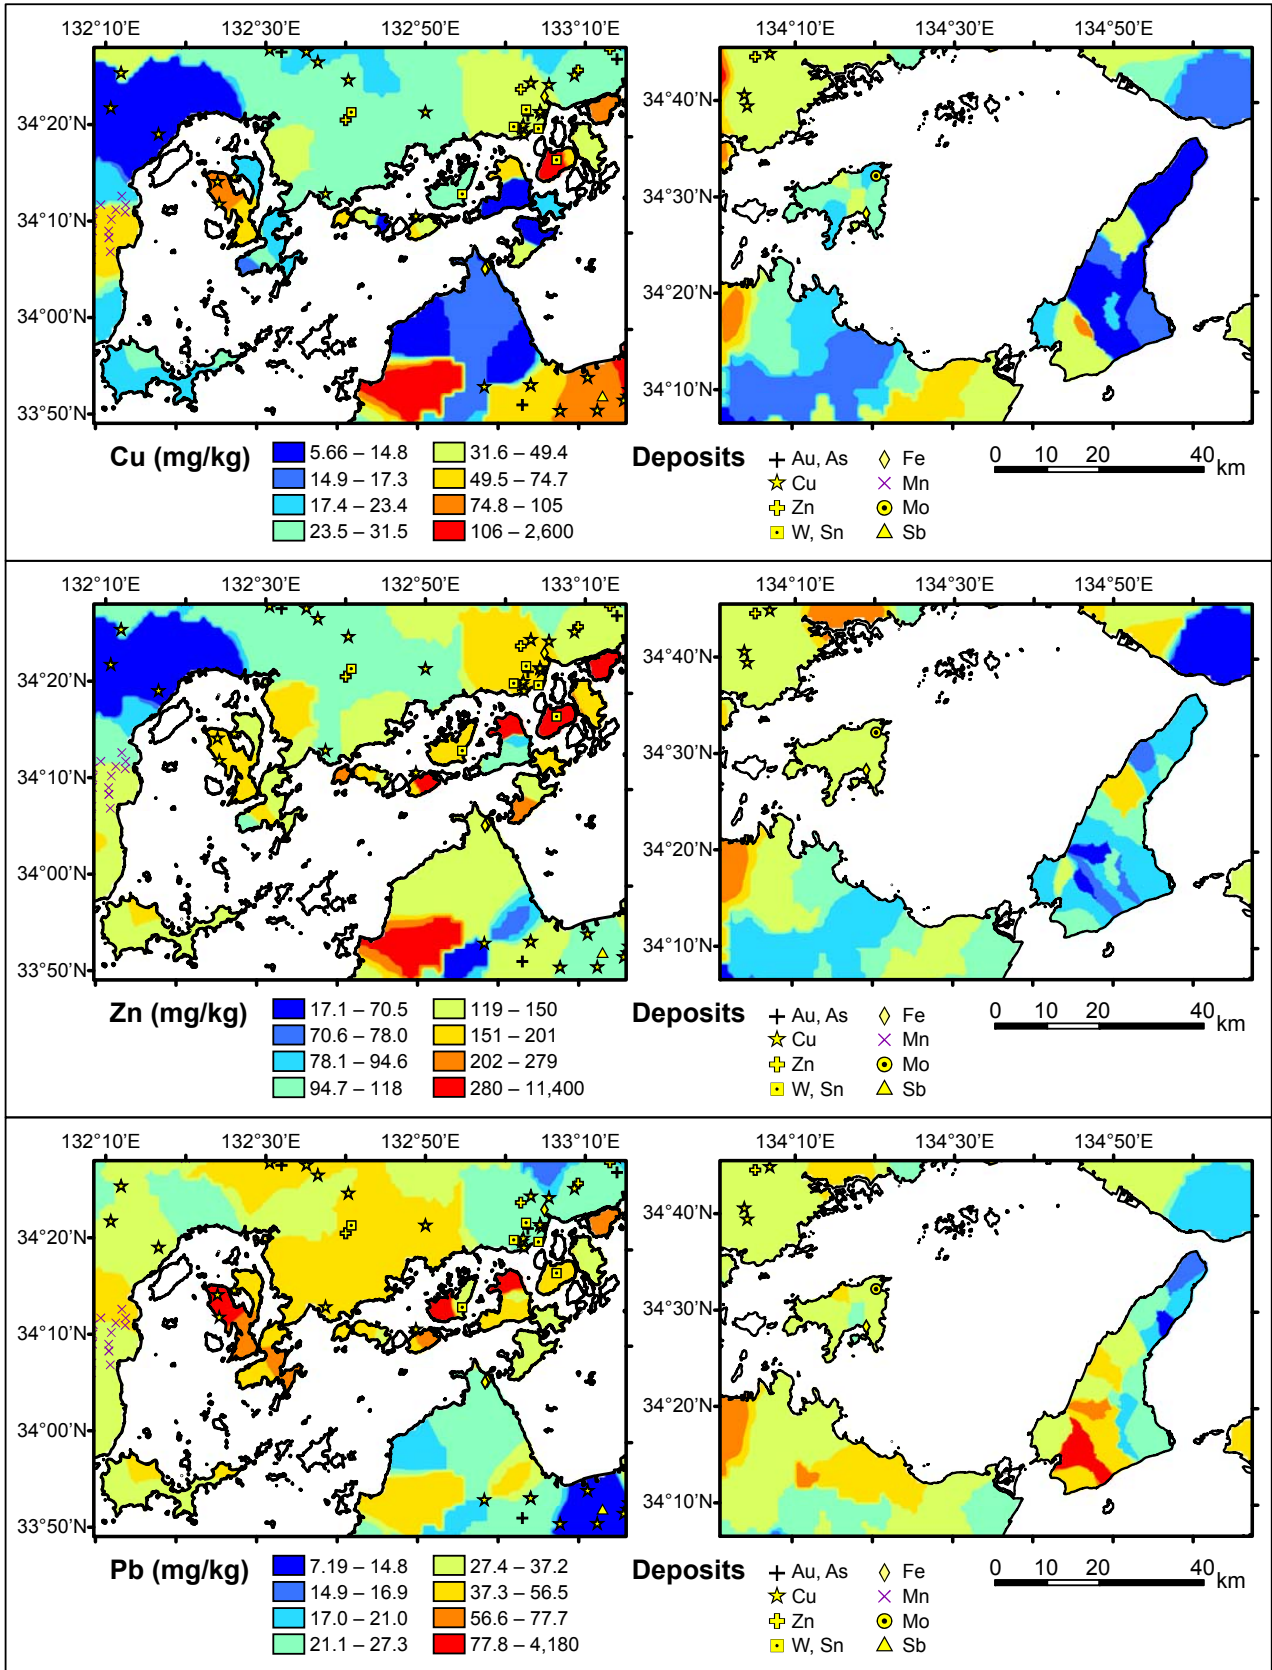 132°10'E 132°30'E 132°50'E 133°10'E 134°10'E 134°30'E 134°50'E
34°20'N
34°10'N
34°00'N
33°50'N
34°40'N
34°30'N
34°20'N
34°10'N
Cu (mg/kg)
5.66 – 14.8
14.9 – 17.3
17.4 – 23.4
23.5 – 31.5
31.6 – 49.4
49.5 – 74.7
74.8 – 105
106 – 2,600
Deposits
Au, As
Cu
Zn
W, Sn
Fe
Mn
Mo
Sb
0 10 20 40 km
132°10'E 132°30'E 132°50'E 133°10'E 134°10'E 134°30'E 134°50'E
34°20'N
34°10'N
34°00'N
33°50'N
34°40'N
34°30'N
34°20'N
34°10'N
Zn (mg/kg)
17.1 – 70.5
70.6 – 78.0
78.1 – 94.6
94.7 – 118
119 – 150
151 – 201
202 – 279
280 – 11,400
Deposits
Au, As
Cu
Zn
W, Sn
Fe
Mn
Mo
Sb
0 10 20 40 km
132°10'E 132°30'E 132°50'E 133°10'E 134°10'E 134°30'E 134°50'E
34°20'N
34°10'N
34°00'N
33°50'N
34°40'N
34°30'N
34°20'N
34°10'N
Pb (mg/kg)
7.19 – 14.8
14.9 – 16.9
17.0 – 21.0
21.1 – 27.3
27.4 – 37.2
37.3 – 56.5
56.6 – 77.7
77.8 – 4,180
Deposits
Au, As
Cu
Zn
W, Sn
Fe
Mn
Mo
Sb
0 10 20 40 km